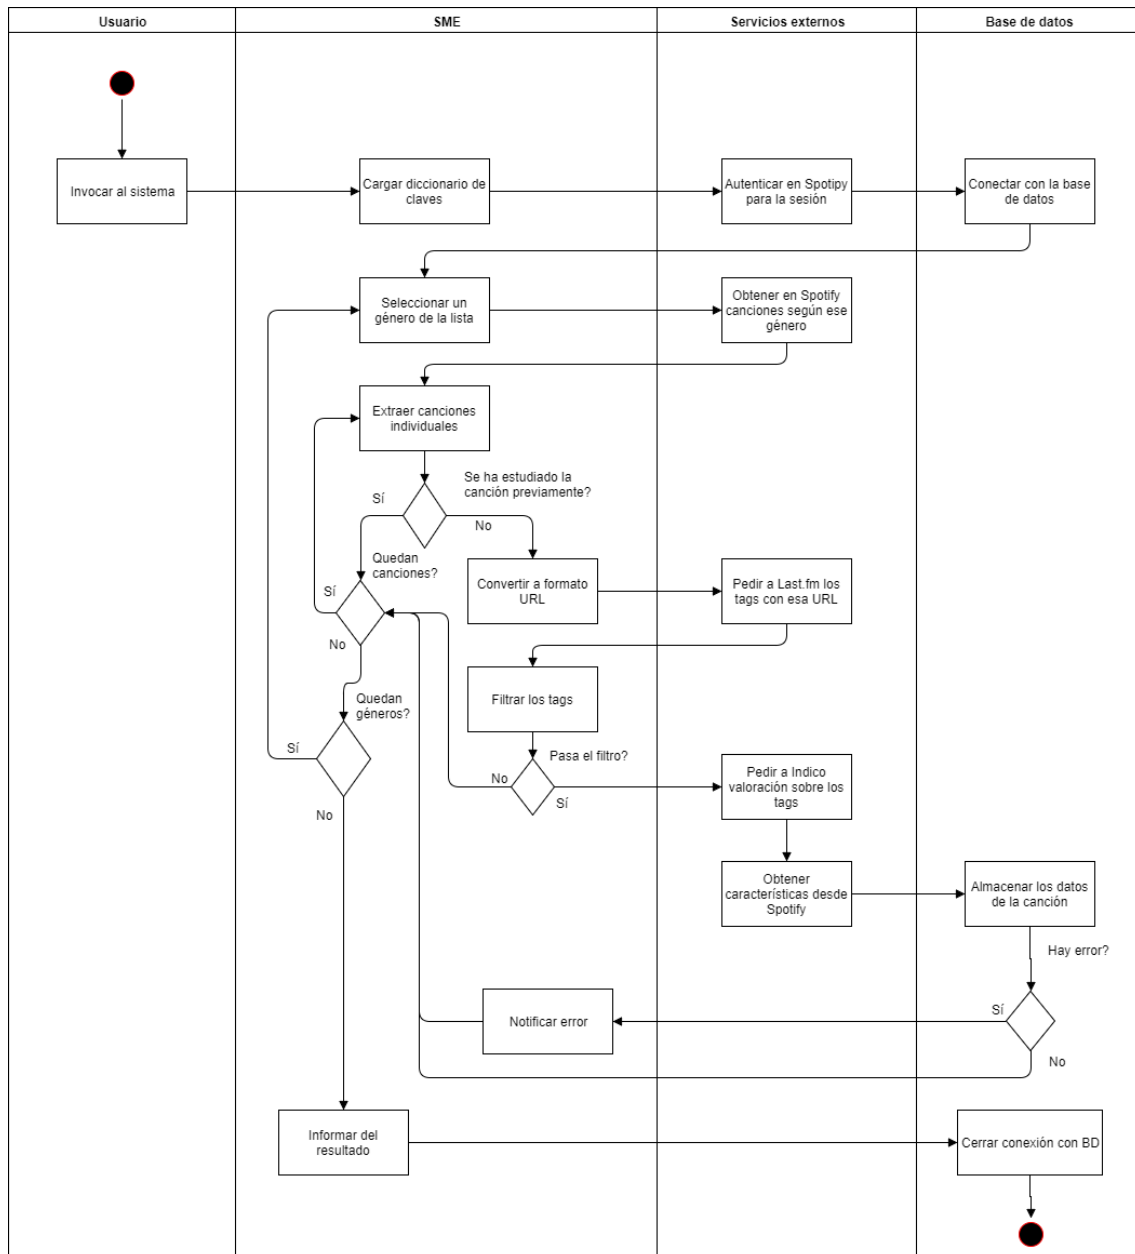 Usuario
SME
Servicios externos
Base de datos
Invocar al sistema
Cargar diccionario de
claves
Autenticar en Spotipy
para la sesión
Conectar con la base
de datos
Seleccionar un
género de la lista
Obtener en Spotify
canciones según ese
género
Extraer canciones
individuales
Se ha estudiado la
canción previamente?
Sí
No
Quedan
canciones?
Convertir a formato
URL
Pedir a Last.fm los
tags con esa URL
Sí
No
Filtrar los tags
Quedan
géneros?
Sí
No
Pasa el filtro?
No
Sí
Pedir a Indico
valoración sobre los
tags
Obtener
características desde
Spotify
Almacenar los datos
de la canción
Hay error?
Sí
No
Notificar error
Informar del
resultado
Cerrar conexión con BD